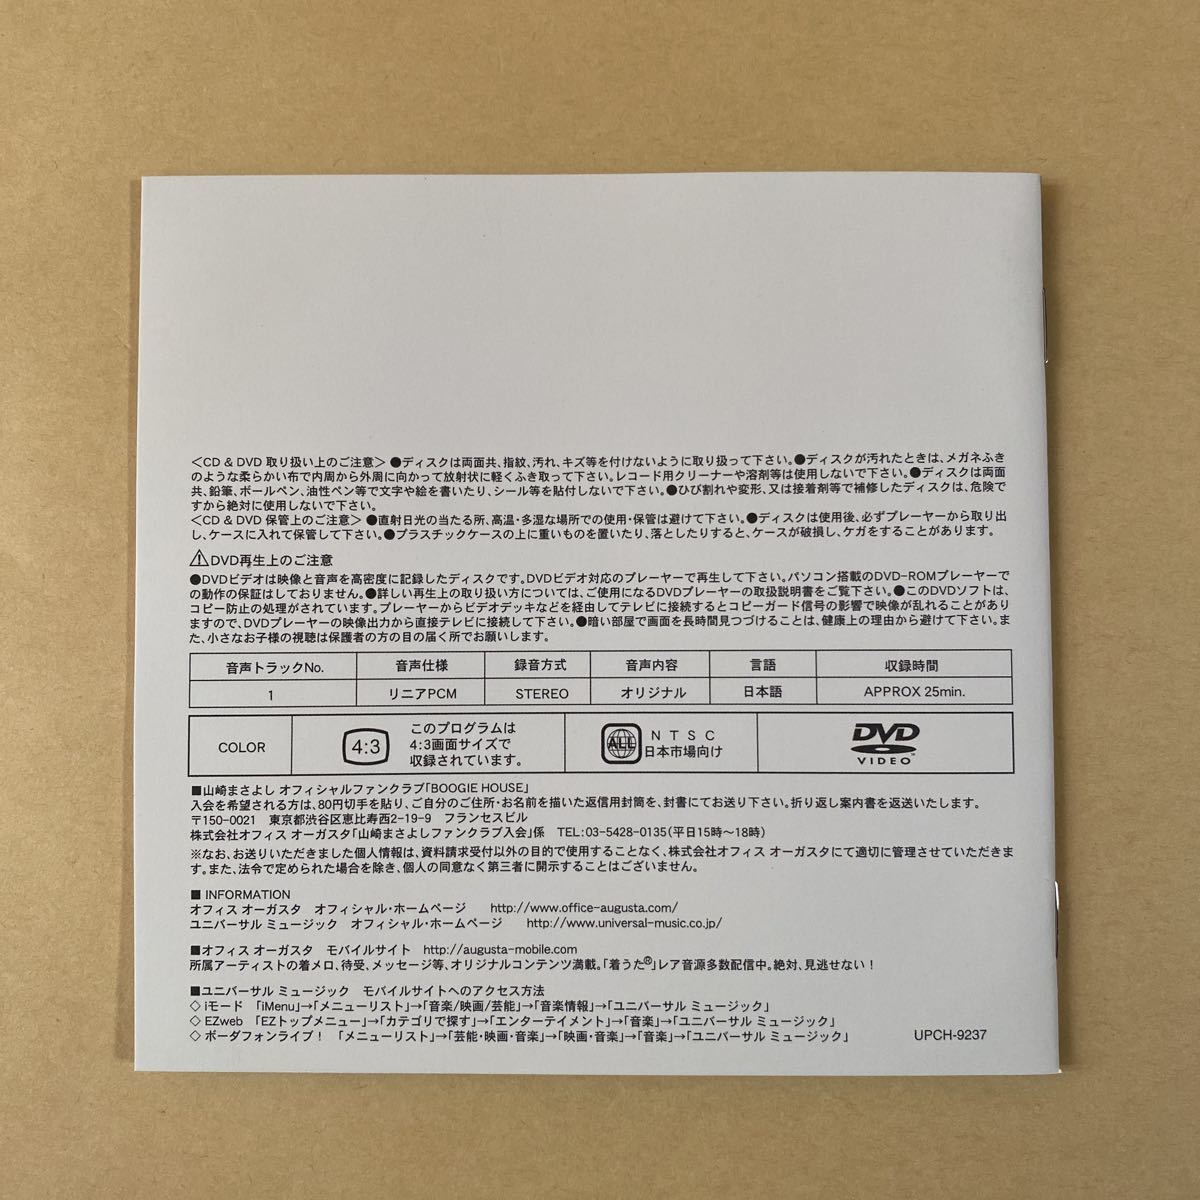 <CD & DVD 取り扱い上のご注意> ●ディスクは両面共、指紋、汚れ、キズ等を付けないように取り扱って下さい。●ディスクが汚れたときは、メガネふき
のような柔らかい布で内周から外周に向かって放射状に軽くふき取って下さい。レコード用クリーナーや溶剤等は使用しないで下さい。●ディスクは両面
共、鉛筆、ボールペン、油性ペン等で文字や絵を書いたり、シール等を貼付しないで下さい。●ひび割れや変形、又は接着剤等で補修したディスクは、危険で
すから絶対に使用しないで下さい。
<CD & DVD 保管上のご注意> ●直射日光の当たる所、高温・多湿な場所での使用・保管は避けて下さい。●ディスクは使用後、必ずプレーヤーから取り出
し、ケースに入れて保管して下さい。●プラスチックケースの上に重いものを置いたり、落としたりすると、ケースが破損し、ケガをすることがあります。
⚠DVD再生上のご注意
●DVDビデオは映像と音声を高密度に記録したディスクです。DVDビデオ対応のプレーヤーで再生して下さい。パソコン搭載のDVD-ROMプレーヤーで
の動作の保証はしておりません。●詳しい再生上の取り扱い方については、ご使用になるDVDプレーヤーの取扱説明書をご覧下さい。●このDVDソフトは、
コピー防止の処理がされています。プレーヤーからビデオデッキなどを経由してテレビに接続するとコピーガード信号の影響で映像が乱れることがあり
ますので、DVDプレーヤーの映像出力から直接テレビに接続して下さい。●暗い部屋で画面を長時間見つづけることは、健康上の理由から避けて下さい。ま
た、小さなお子様の視聴は保護者の方の目の届く所でお願いします。
音声トラックNo. 音声仕様 録音方式 音声内容 言語 収録時間
1 リニアPCM STEREO オリジナル 日本語 APPROX 25min.
COLOR
4:3
このプログラムは
4:3画面サイズで
収録されています。
ALL
NTSC
日本市場向け
DVD
VIDEO
TM
■山崎まさよし オフィシャルファンクラブ「BOOGIE HOUSE」
入会を希望される方は、80円切手を貼り、ご自分のご住所・お名前を描いた返信用封筒を、封書にてお送り下さい。折り返し案内書を返送いたします。
〒150-0021 東京都渋谷区恵比寿西2-19-9 フランセスビル
株式会社オフィス オーガスタ「山崎まさよしファンクラブ入会」係 TEL:03-5428-0135(平日15時〜18時)
※なお、お送りいただきました個人情報は、資料請求受付以外の目的で使用することなく、株式会社オフィス オーガスタにて適切に管理させていただきま
す。また、法令で定められた場合を除き、個人の同意なく第三者に開示することはございません。
■ INFORMATION
オフィス オーガスタ オフィシャル・ホームページ http://www.office-augusta.com/
ユニバーサル ミュージック オフィシャル・ホームページ http://www.universal-music.co.jp/
■オフィス オーガスタ モバイルサイト http://augusta-mobile.com
所属アーティストの着メロ、待受、メッセージ等、オリジナルコンテンツ満載。「着うた®」レア音源多数配信中。絶対、見逃せない!
■ユニバーサル ミュージック モバイルサイトへのアクセス方法
◇ iモード 「iMenu」→「メニューリスト」→「音楽/映画/芸能」→「音楽情報」→「ユニバーサル ミュージック」
◇ EZweb 「EZトップメニュー」→「カテゴリで探す」→「エンターテイメント」→「音楽」→「ユニバーサル ミュージック」
◇ ボーダフォンライブ! 「メニューリスト」→「芸能・映画・音楽」→「映画・音楽」→「音楽」→「ユニバーサル ミュージック」
UPCH-9237